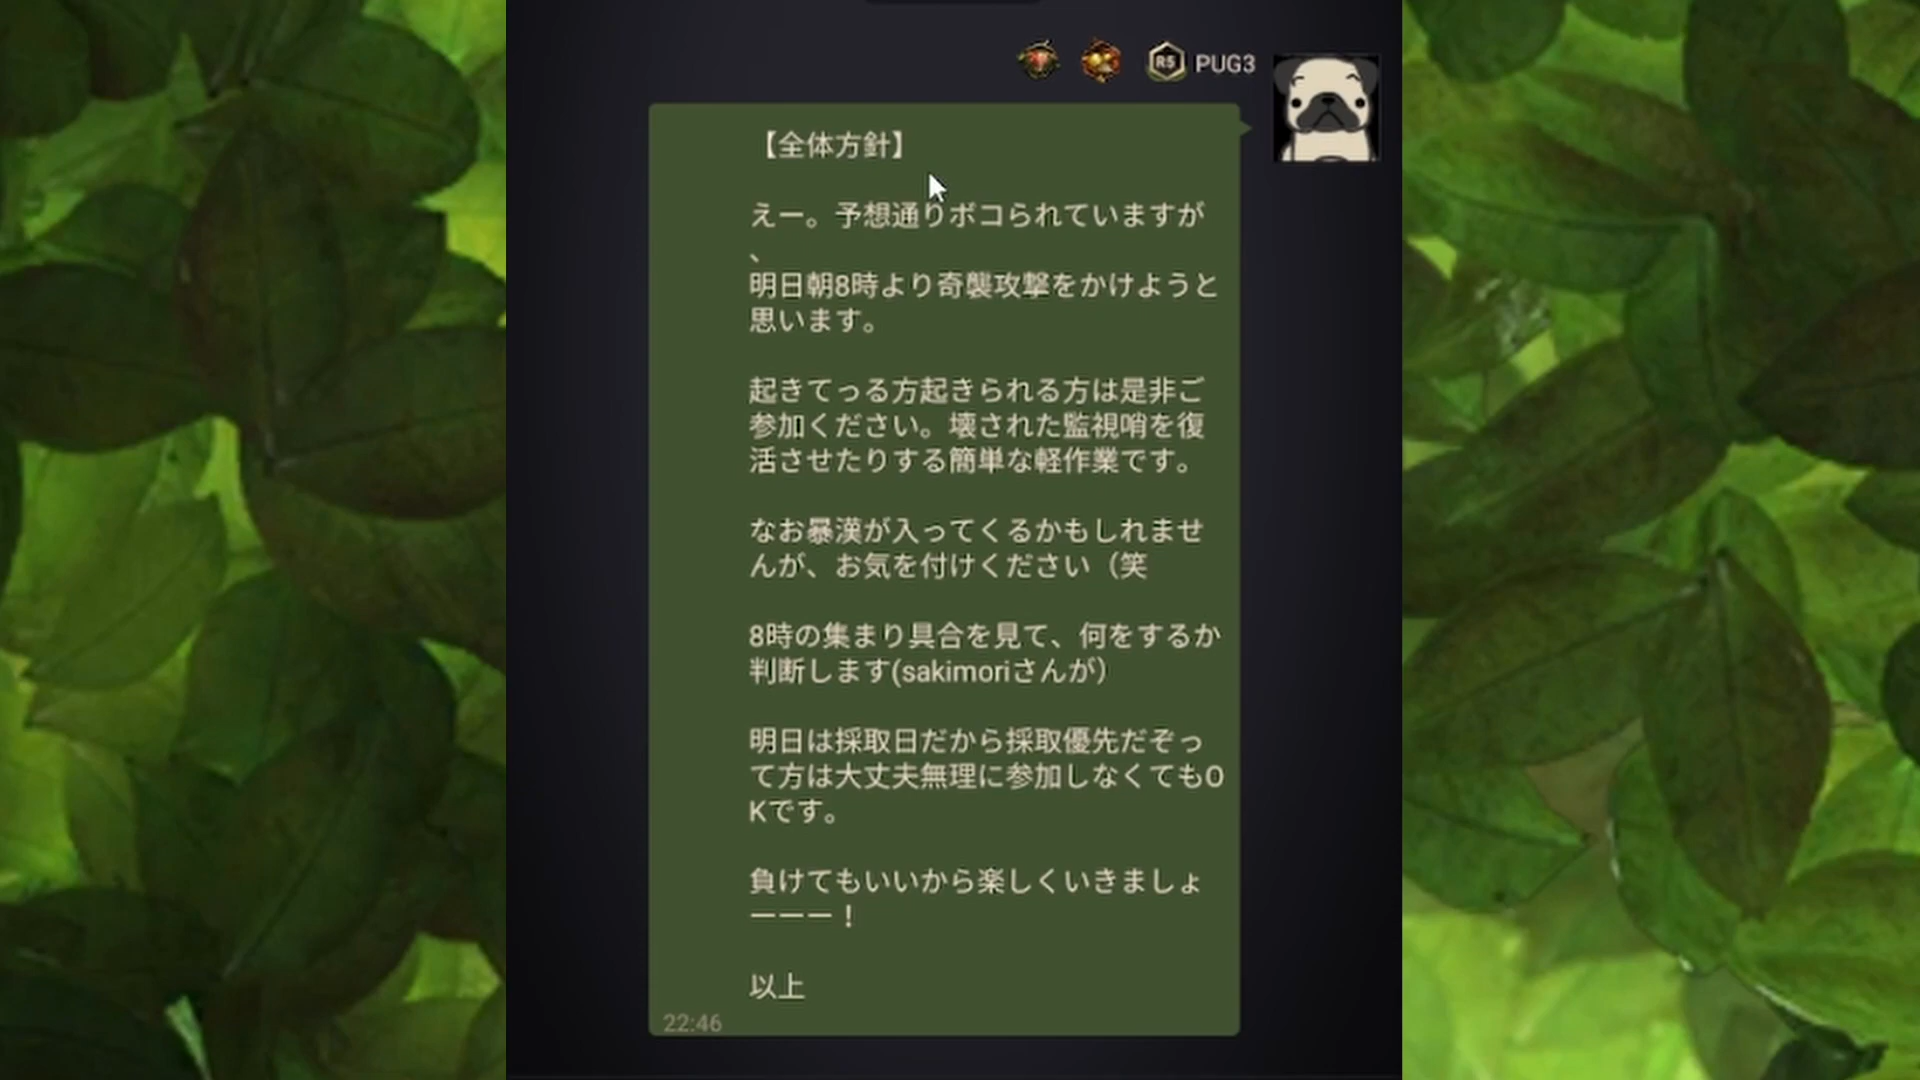 R5 PUG3
【全体方針】
えー。予想通りボコられていますが
、
明日朝8時より奇襲攻撃をかけようと
思います。
起きてっる方起きられる方は是非ご
参加ください。壊された監視哨を復
活させたりする簡単な軽作業です。
なお暴漢が入ってくるかもしれませ
んが、お気を付けください（笑
8時の集まり具合を見て、何をするか
判断します(sakimoriさんが）
明日は採取日だから採取優先だぞっ
て方は大丈夫無理に参加しなくてもO
Kです。
負けてもいいから楽しくいきましょ
ーーー！
以上
22:46